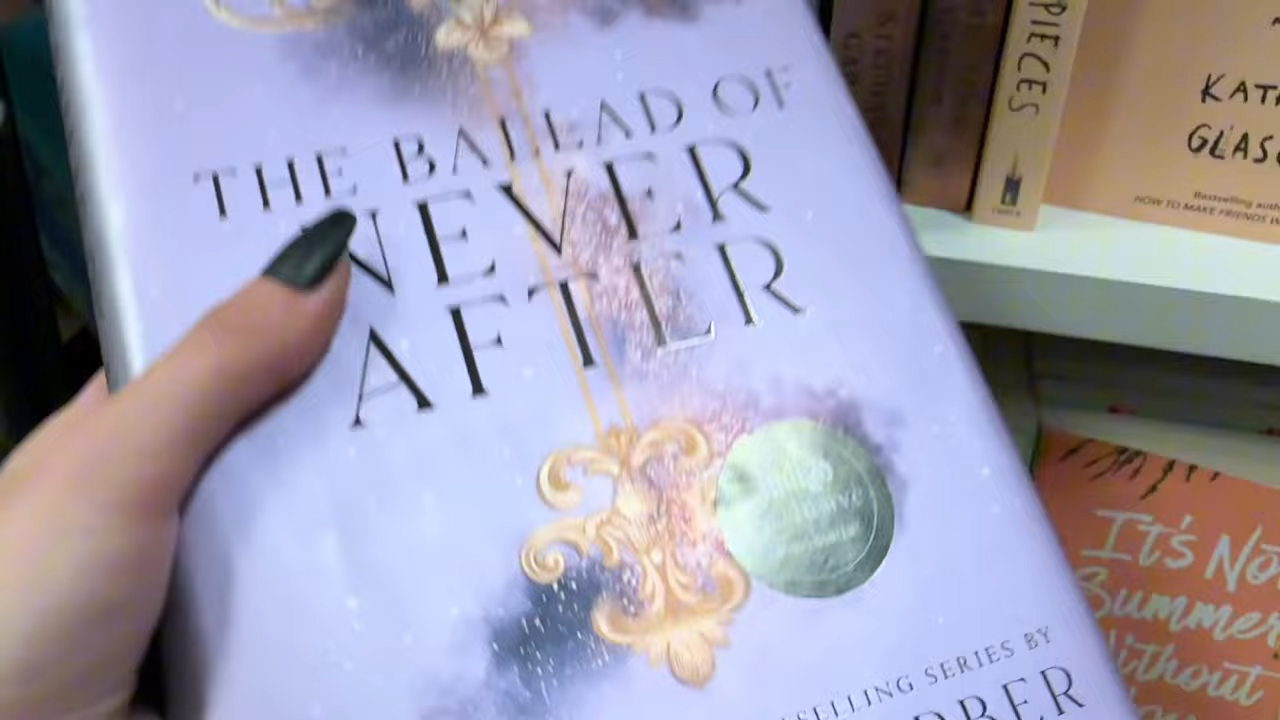 THE BALLAD OF
NEVER
AFTER
SELLING SERIES BY
RBER
PIECES
KAT
GLAS
Bestselling auth
HOW TO MAKE FRIENDS W
IT'S NO
Summer
Without